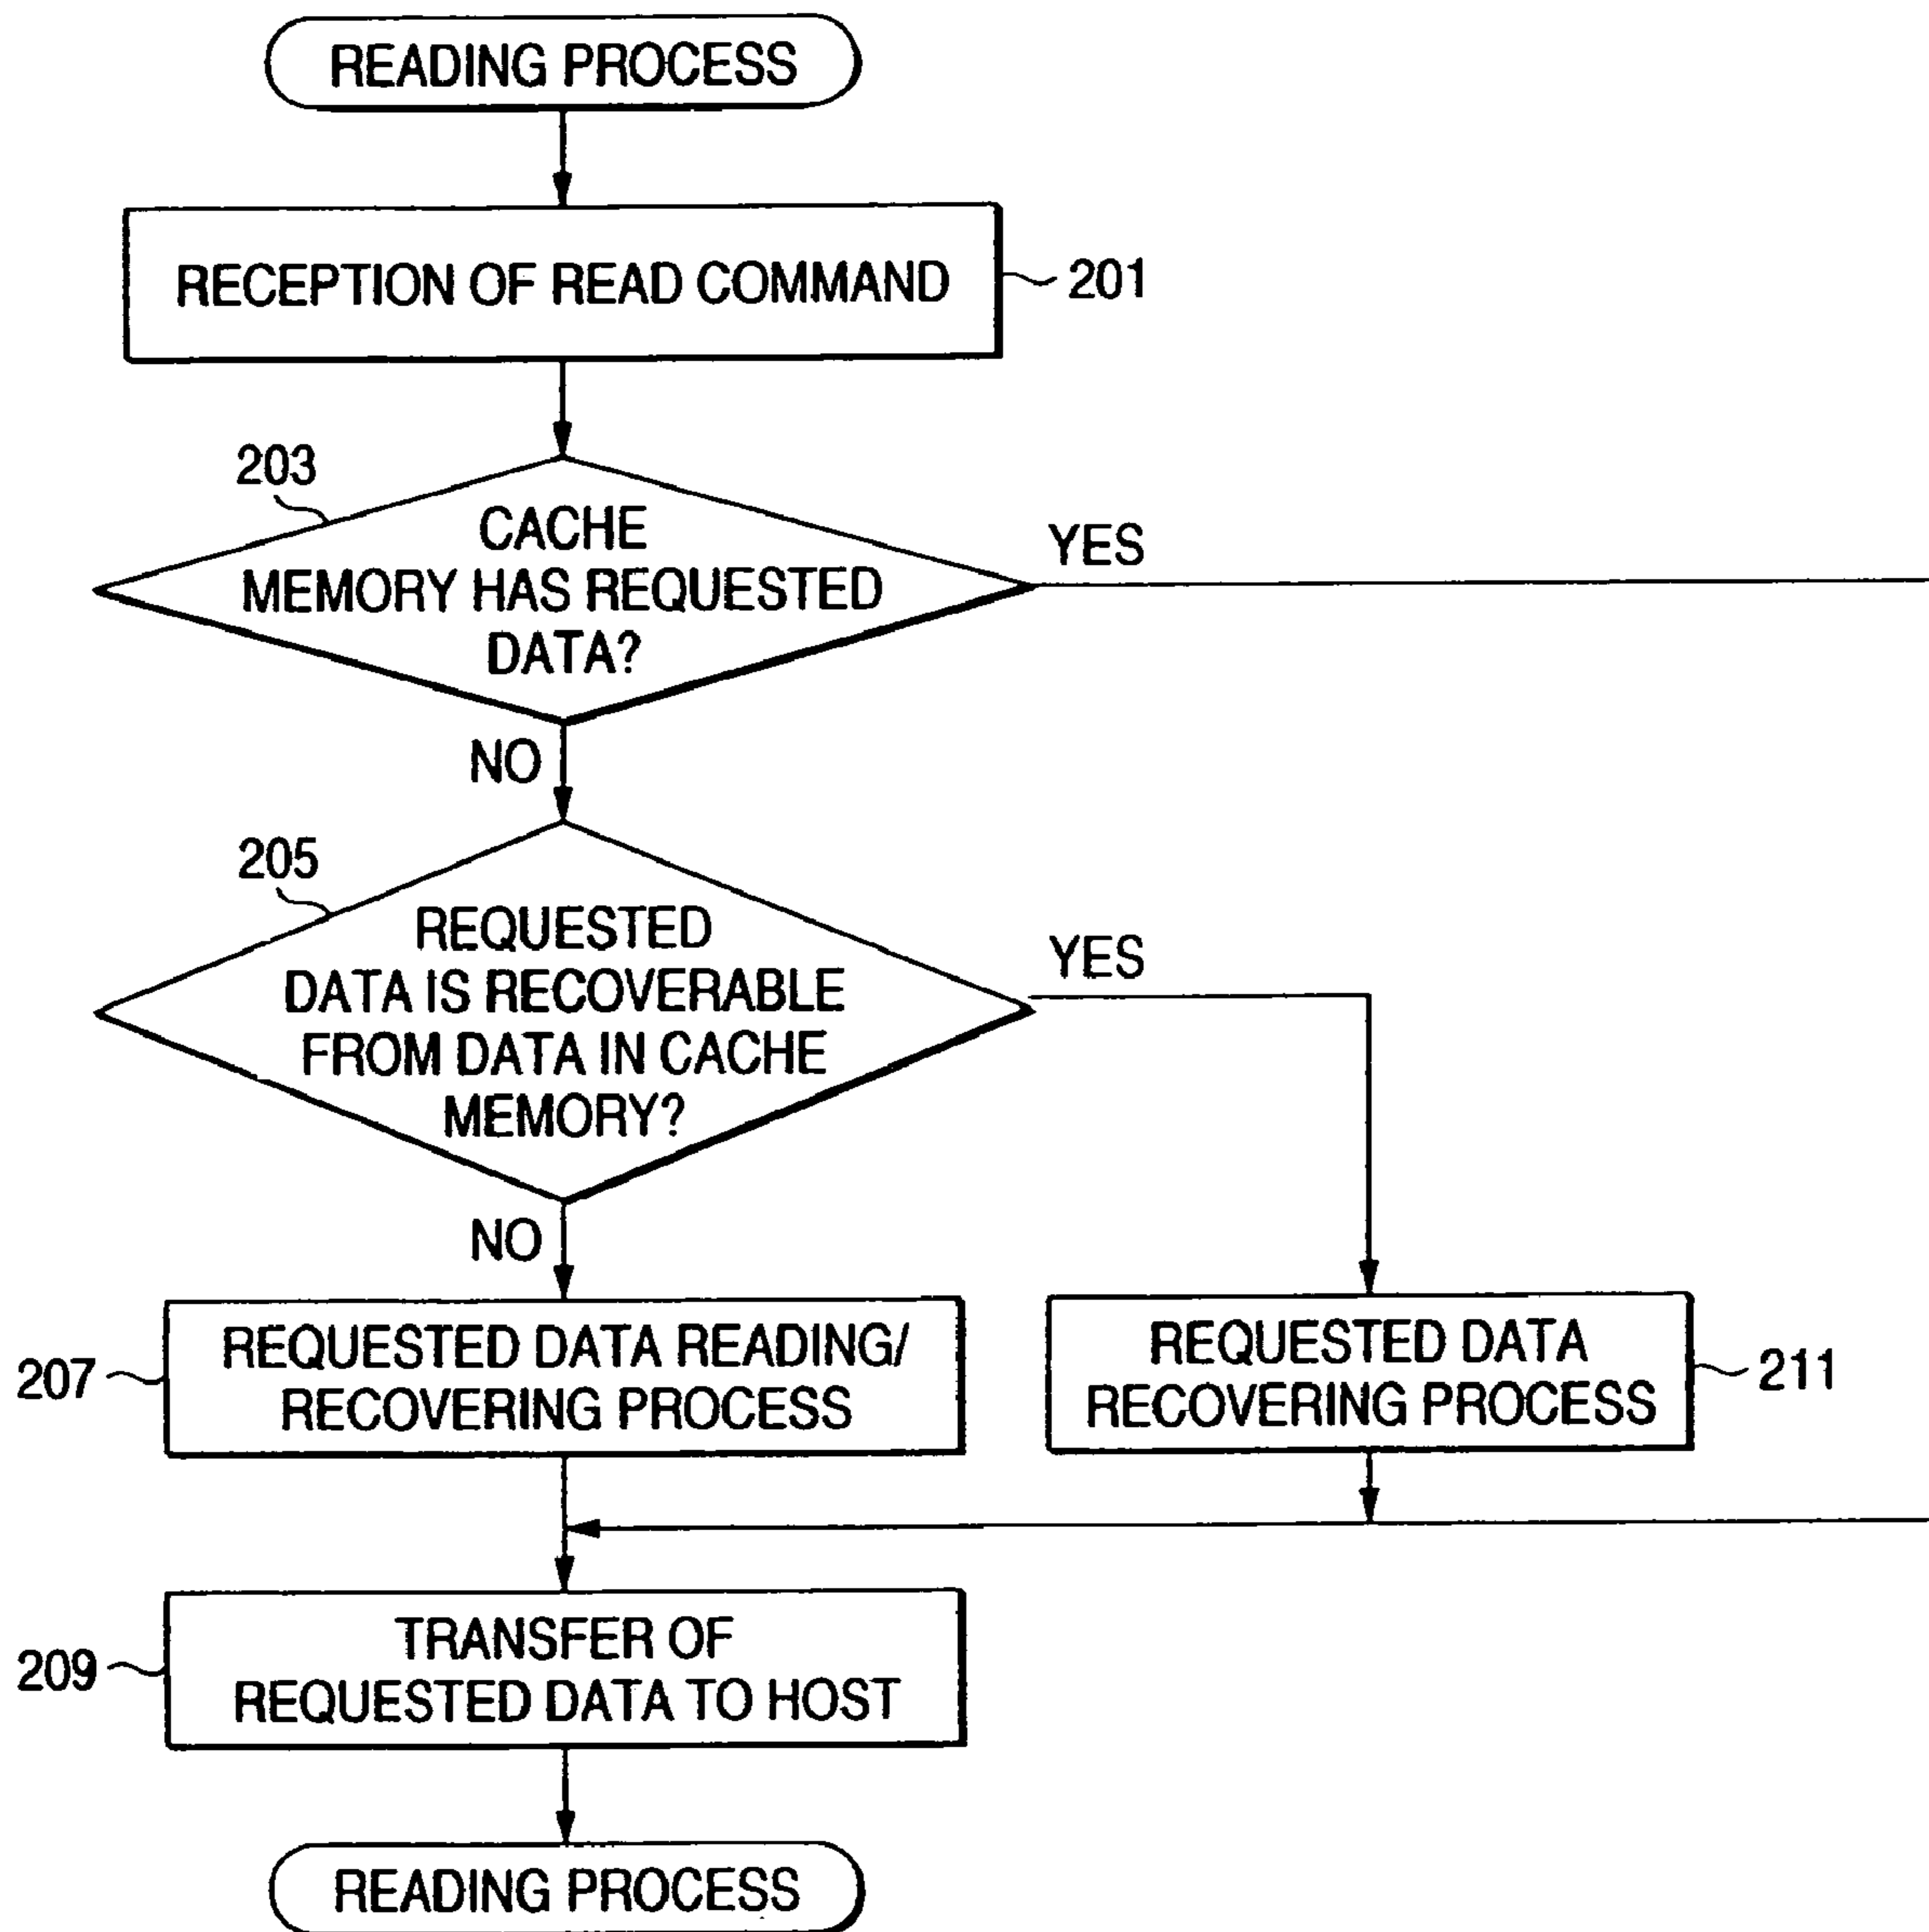 READING PROCESS
RECEPTION OF READ COMMAND
201
203
CACHE
MEMORY HAS REQUESTED
DATA?
YES
NO
205
REQUESTED
DATA IS RECOVERABLE
FROM DATA IN CACHE
MEMORY?
YES
NO
207
REQUESTED DATA READING/
RECOVERING PROCESS
REQUESTED DATA
RECOVERING PROCESS
211
209
TRANSFER OF
REQUESTED DATA TO HOST
READING PROCESS